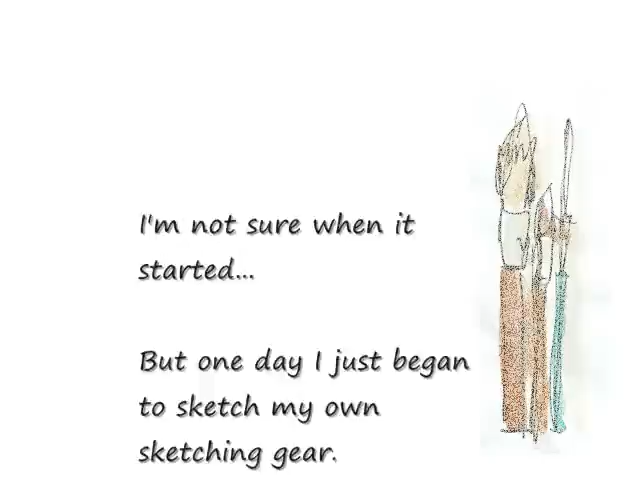 I'm not sure when it
started...
But one day I just began
to sketch my own
sketching gear.